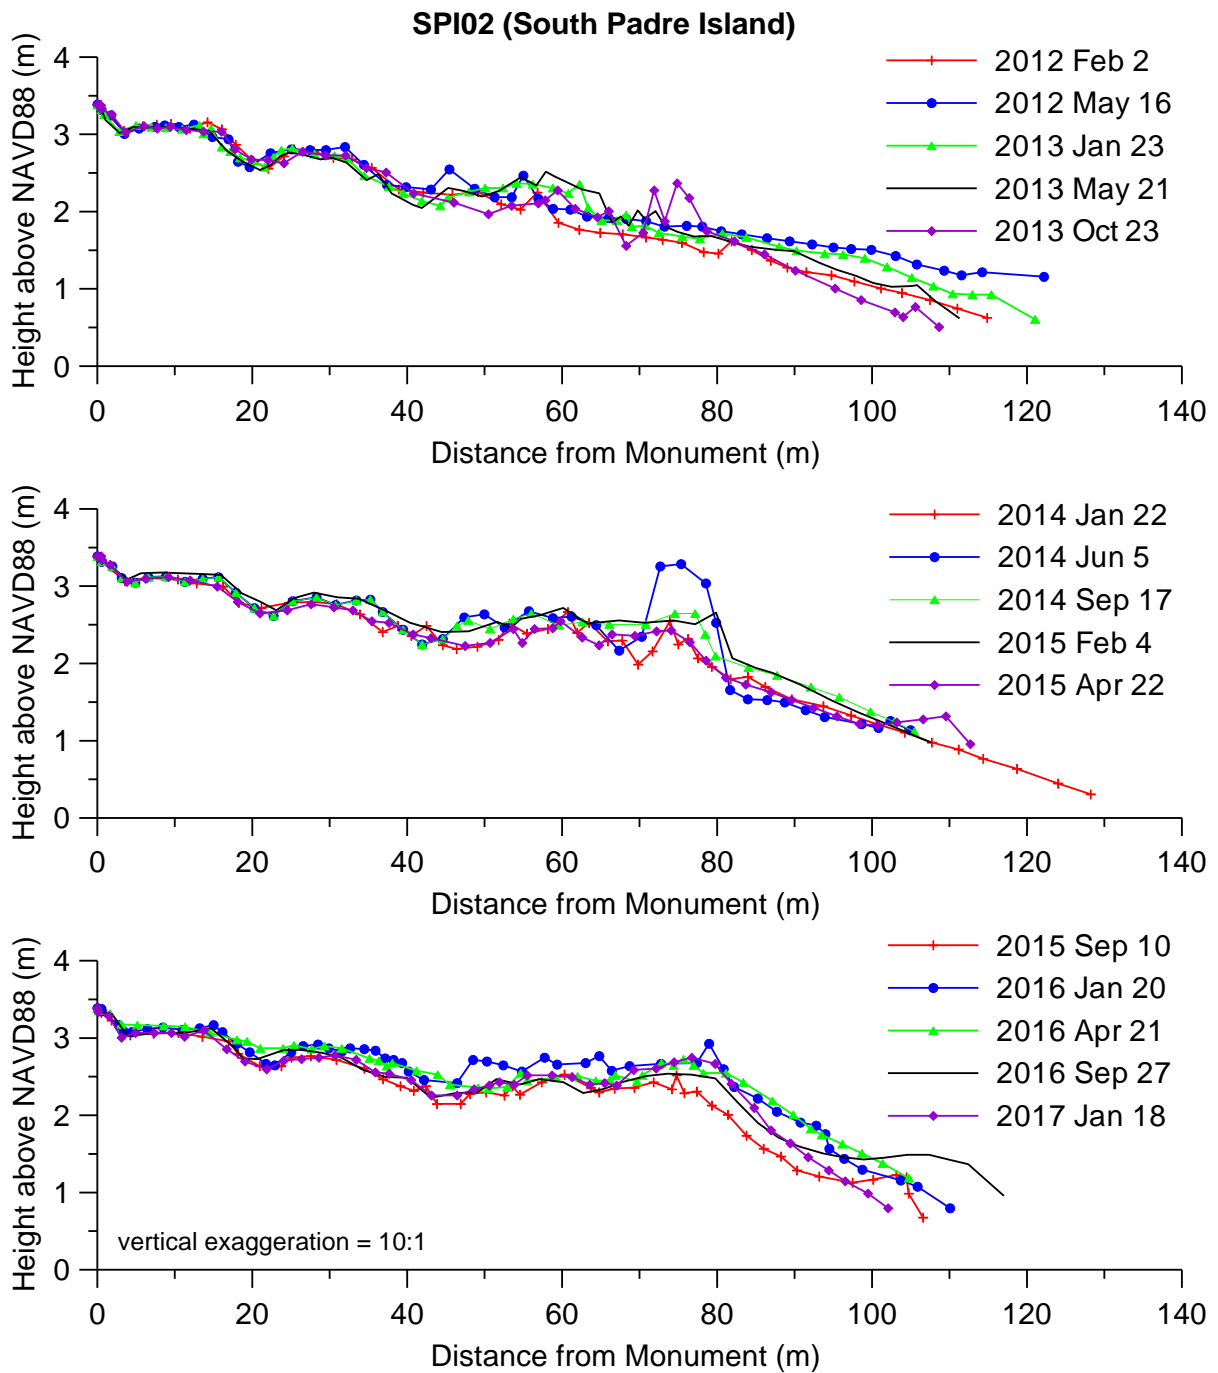 SPI02 (South Padre Island)
Height above NAVD88 (m)
4
3
2
1
0
0 20 40 60 80 100 120 140
Distance from Monument (m)
2012 Feb 2
2012 May 16
2013 Jan 23
2013 May 21
2013 Oct 23
Height above NAVD88 (m)
4
3
2
1
0
0 20 40 60 80 100 120 140
Distance from Monument (m)
2014 Jan 22
2014 Jun 5
2014 Sep 17
2015 Feb 4
2015 Apr 22
Height above NAVD88 (m)
4
3
2
1
0
0 20 40 60 80 100 120 140
Distance from Monument (m)
2015 Sep 10
2016 Jan 20
2016 Apr 21
2016 Sep 27
2017 Jan 18
vertical exaggeration = 10:1